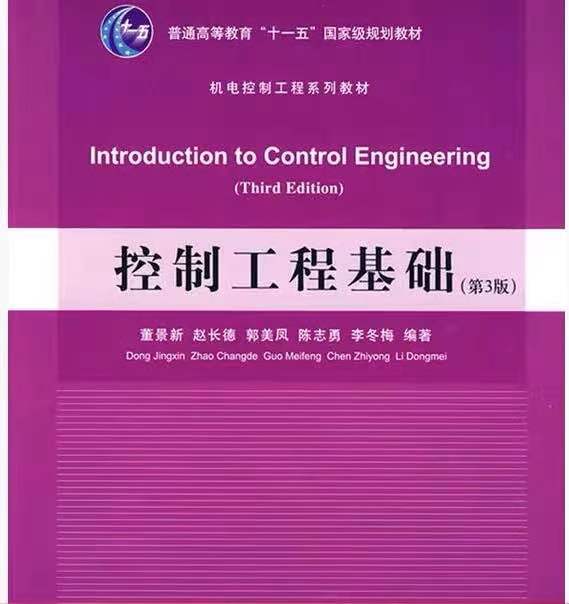 十一五
普通高等教育“十一五”国家级规划教材
机电控制工程系列教材
Introduction to Control Engineering
(Third Edition)
控制工程基础(第3版)
董景新 赵长德 郭美凤 陈志勇 李冬梅 编著
Dong Jingxin Zhao Changde Guo Meifeng Chen Zhiyong Li Dongmei